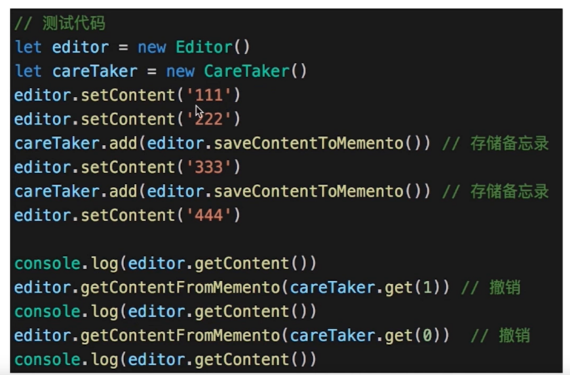 // 测试代码
let editor = new Editor()
let careTaker = new CareTaker()
editor.setContent('111')
editor.setContent('222')
careTaker.add(editor.saveContentToMemento()) // 存储备忘录
editor.setContent('333')
careTaker.add(editor.saveContentToMemento()) // 存储备忘录
editor.setContent('444')
console.log(editor.getContent())
editor.getContentFromMemento(careTaker.get(1)) // 撤销
console.log(editor.getContent())
editor.getContentFromMemento(careTaker.get(0)) // 撤销
console.log(editor.getContent())